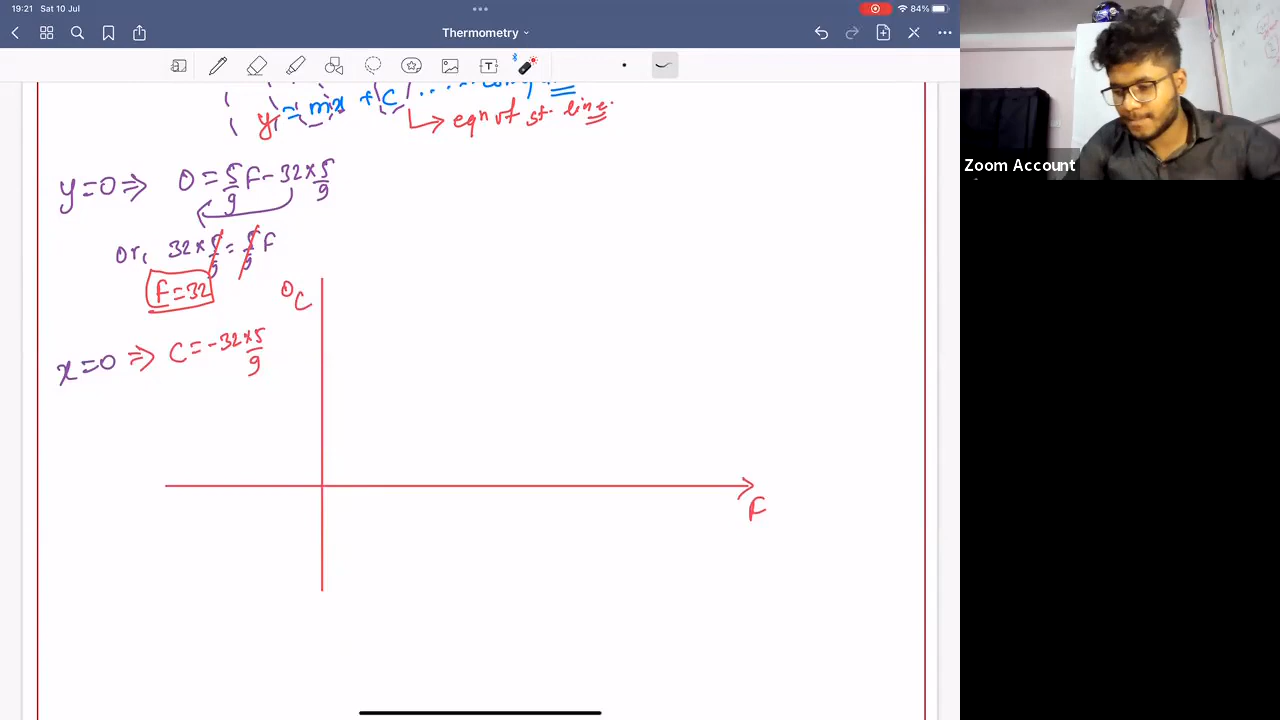 19:21 Sat 10 Jul
84%
Thermometry
T
y = mx + C ...
↳ eqn of st. line.
y=0 ⇒ 0 = 5/9 F - 32 × 5/9
or, 32 × 5/9 = 5/9 F
F = 32
°C
x=0 ⇒ C = -32×5/9
F
Zoom Account